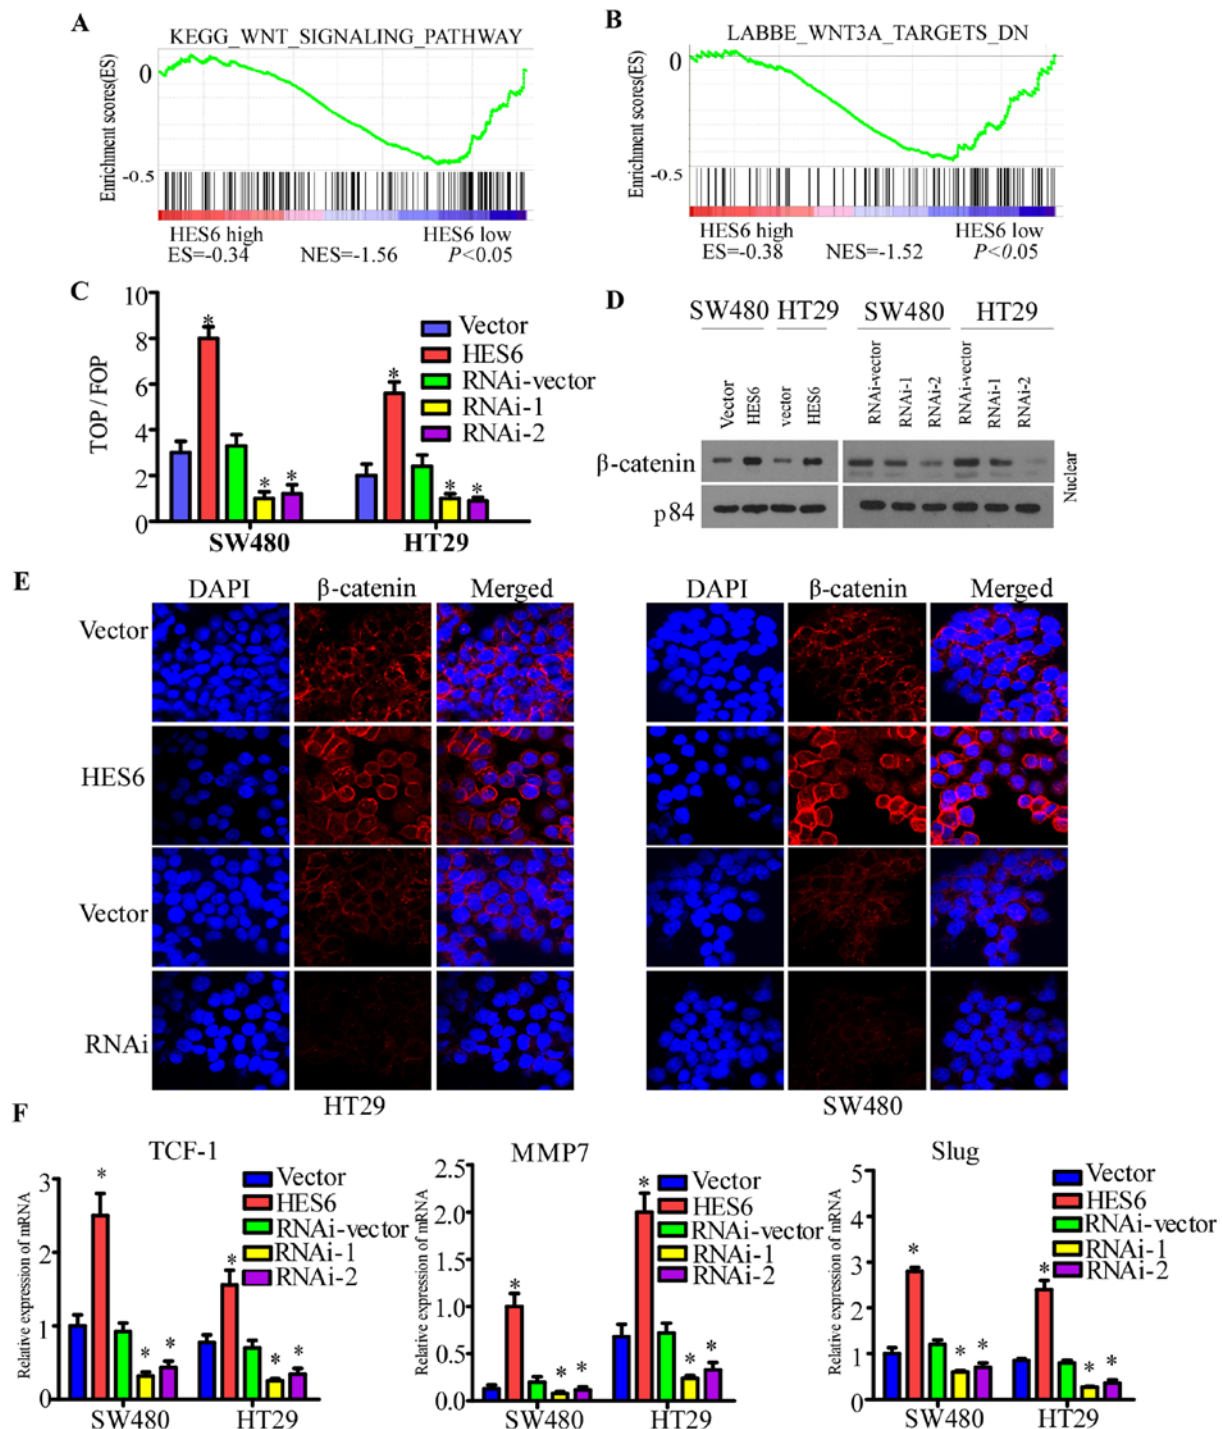 A
KEGG_WNT_SIGNALING_PATHWAY
Enrichment scores(ES)
0
-0.5
HES6 high HES6 low
ES=-0.34 NES=-1.56 P<0.05
B
LABBE_WNT3A_TARGETS_DN
Enrichment scores(ES)
0
-0.5
HES6 high HES6 low
ES=-0.38 NES=-1.52 P<0.05
C
TOP / FOP
10
8
6
4
2
0
* * * * * *
Vector
HES6
RNAi-vector
RNAi-1
RNAi-2
SW480 HT29
D
SW480 HT29 SW480 HT29
Vector HES6 vector HES6 RNAi-vector RNAi-1 RNAi-2 RNAi-vector RNAi-1 RNAi-2
β-catenin
p84
Nuclear
E
DAPI β-catenin Merged DAPI β-catenin Merged
Vector
HES6
Vector
RNAi
HT29 SW480
F
TCF-1
Relative expression of mRNA
3
2
1
0
* * * * * *
Vector
HES6
RNAi-vector
RNAi-1
RNAi-2
SW480 HT29
MMP7
Relative expression of mRNA
2.5
2.0
1.5
1.0
0.5
0.0
* * * * * *
Vector
HES6
RNAi-vector
RNAi-1
RNAi-2
SW480 HT29
Slug
Relative expression of mRNA
5
4
3
2
1
0
* * * * * *
Vector
HES6
RNAi-vector
RNAi-1
RNAi-2
SW480 HT29